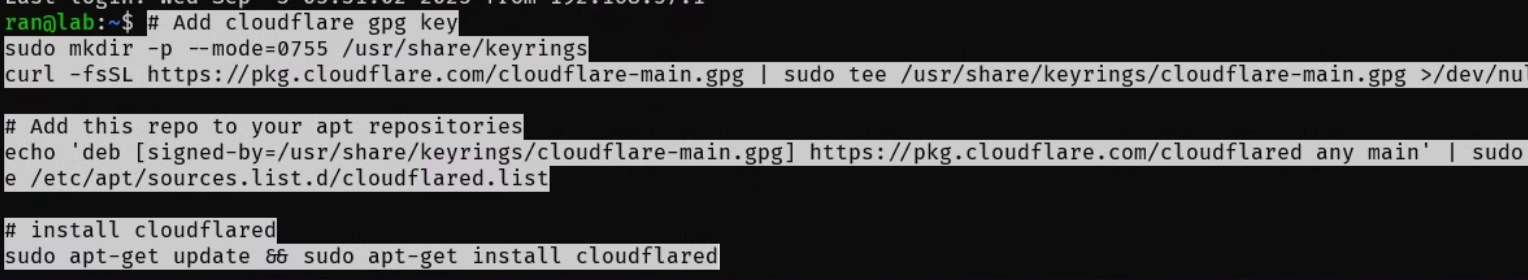 ran@lab:~$ # Add cloudflare gpg key
sudo mkdir -p --mode=0755 /usr/share/keyrings
curl -fsSL https://pkg.cloudflare.com/cloudflare-main.gpg | sudo tee /usr/share/keyrings/cloudflare-main.gpg >/dev/nul
# Add this repo to your apt repositories
echo 'deb [signed-by=/usr/share/keyrings/cloudflare-main.gpg] https://pkg.cloudflare.com/cloudflared any main' | sudo
e /etc/apt/sources.list.d/cloudflared.list
# install cloudflared
sudo apt-get update && sudo apt-get install cloudflared